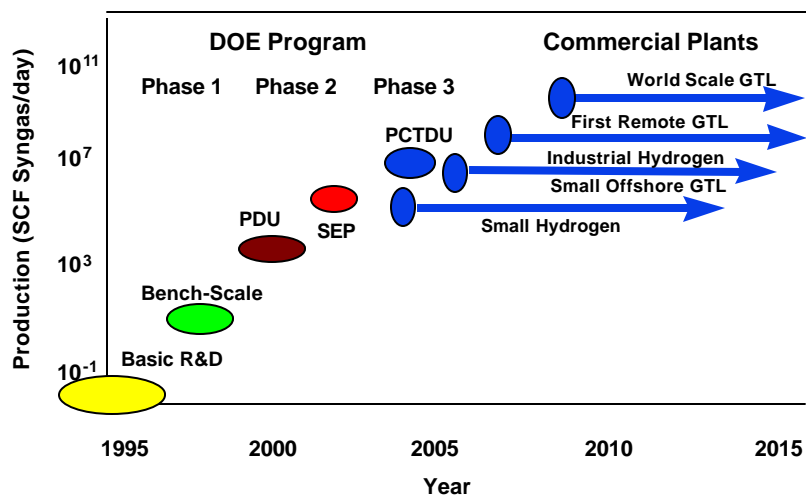 DOE Program
Commercial Plants
Phase 1
Phase 2
Phase 3
Production (SCF Syngas/day)
10¹¹
10⁷
10³
10⁻¹
World Scale GTL
First Remote GTL
PCTDU
Industrial Hydrogen
Small Offshore GTL
Small Hydrogen
PDU
SEP
Bench-Scale
Basic R&D
1995
2000
2005
2010
2015
Year